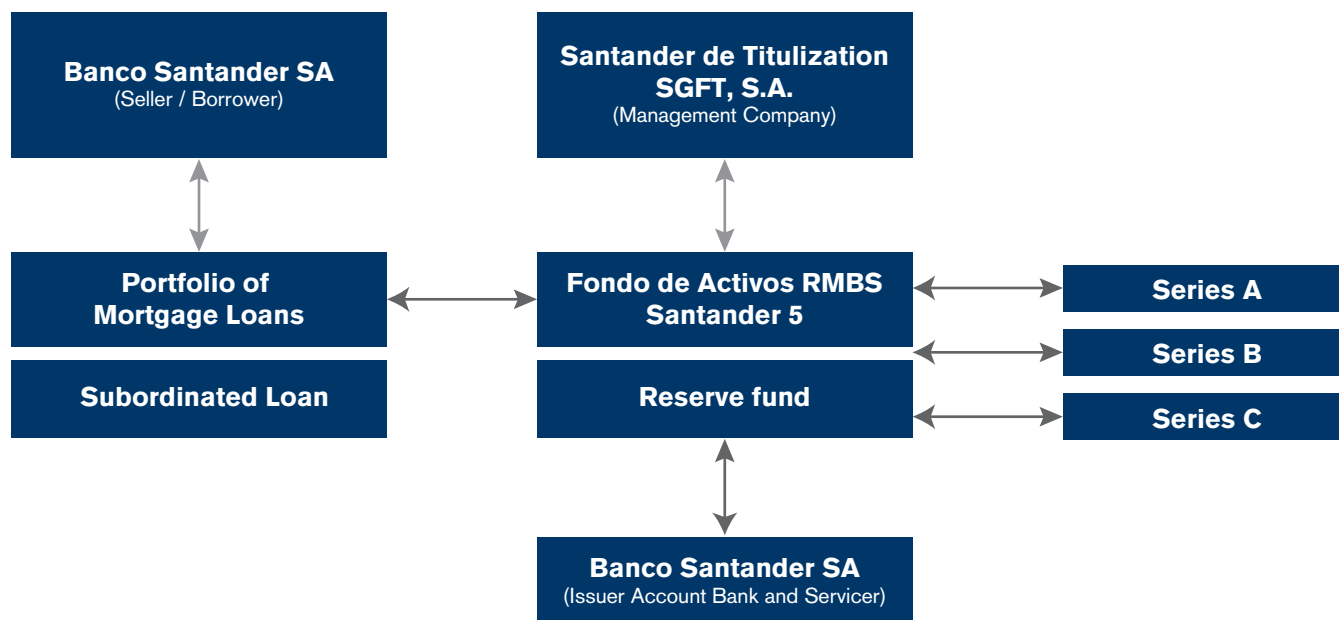 Banco Santander SA
(Seller / Borrower)
Santander de Titulization
SGFT, S.A.
(Management Company)
Portfolio of
Mortgage Loans
Fondo de Activos RMBS
Santander 5
Series A
Series B
Subordinated Loan
Reserve fund
Series C
Banco Santander SA
(Issuer Account Bank and Servicer)